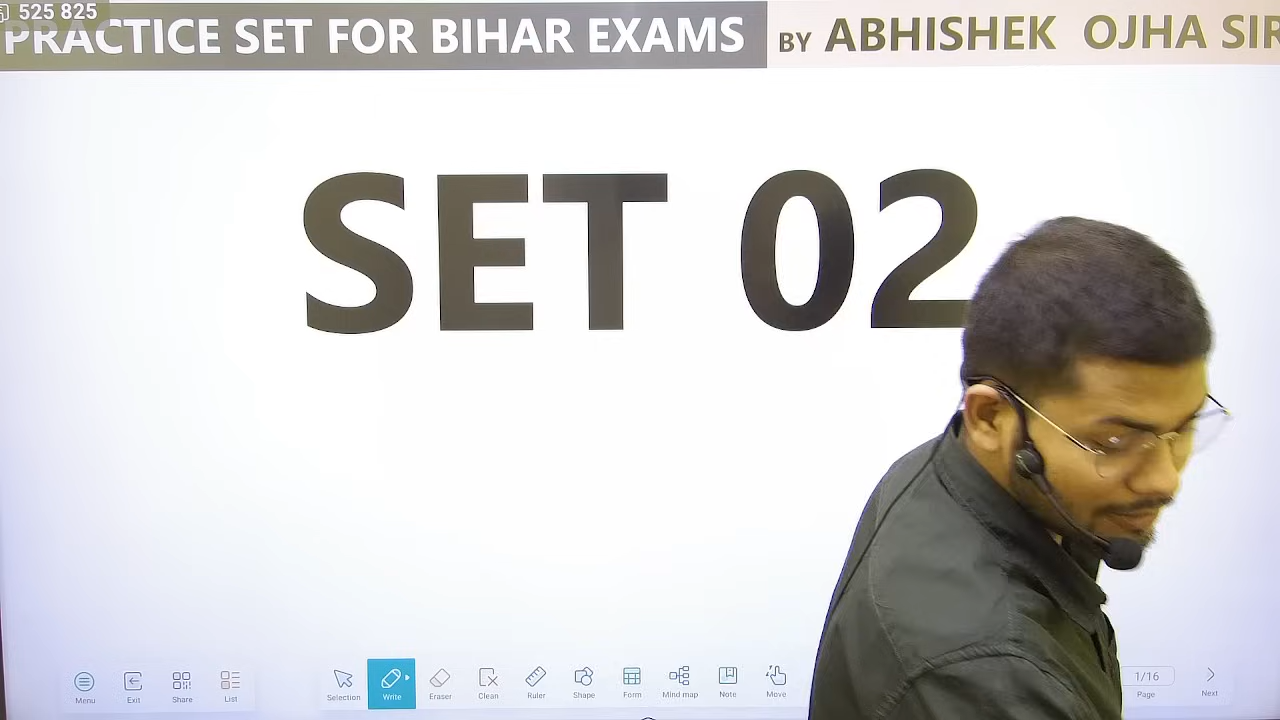 525 825
PRACTICE SET FOR BIHAR EXAMS BY ABHISHEK OJHA SIR
SET 02
Menu Exit Share List Selection Write Eraser Clean Ruler Shape Form Mind map Note Move 1/16 Page Next